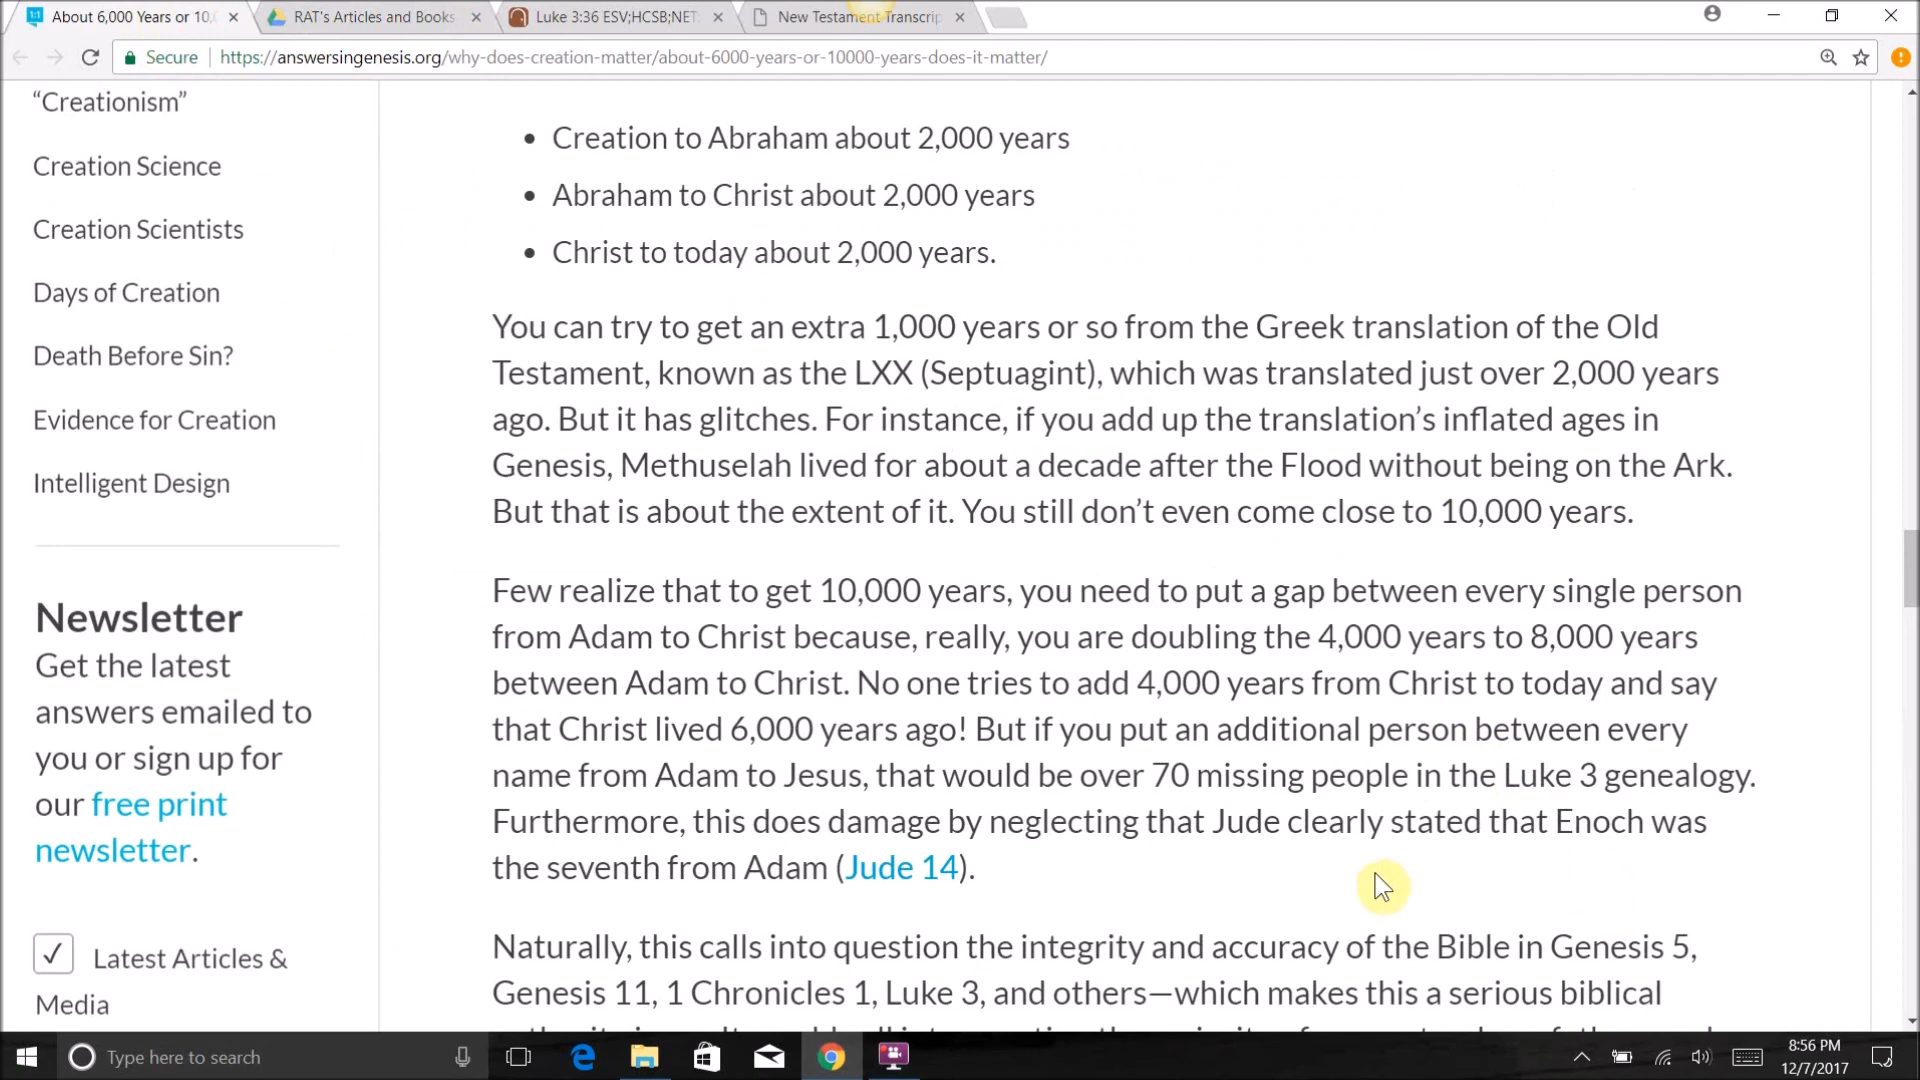 About 6,000 Years or 10,
RAT's Articles and Books
Luke 3:36 ESV;HCSB;NET
New Testament Transcrip
Secure
https://answersingenesis.org/why-does-creation-matter/about-6000-years-or-10000-years-does-it-matter/
“Creationism”
Creation Science
Creation Scientists
Days of Creation
Death Before Sin?
Evidence for Creation
Intelligent Design
Newsletter
Get the latest
answers emailed to
you or sign up for
our free print
newsletter.
✓ Latest Articles &
Media
• Creation to Abraham about 2,000 years
• Abraham to Christ about 2,000 years
• Christ to today about 2,000 years.
You can try to get an extra 1,000 years or so from the Greek translation of the Old
Testament, known as the LXX (Septuagint), which was translated just over 2,000 years
ago. But it has glitches. For instance, if you add up the translation’s inflated ages in
Genesis, Methuselah lived for about a decade after the Flood without being on the Ark.
But that is about the extent of it. You still don’t even come close to 10,000 years.
Few realize that to get 10,000 years, you need to put a gap between every single person
from Adam to Christ because, really, you are doubling the 4,000 years to 8,000 years
between Adam to Christ. No one tries to add 4,000 years from Christ to today and say
that Christ lived 6,000 years ago! But if you put an additional person between every
name from Adam to Jesus, that would be over 70 missing people in the Luke 3 genealogy.
Furthermore, this does damage by neglecting that Jude clearly stated that Enoch was
the seventh from Adam (Jude 14).
Naturally, this calls into question the integrity and accuracy of the Bible in Genesis 5,
Genesis 11, 1 Chronicles 1, Luke 3, and others—which makes this a serious biblical
Type here to search
8:56 PM
12/7/2017